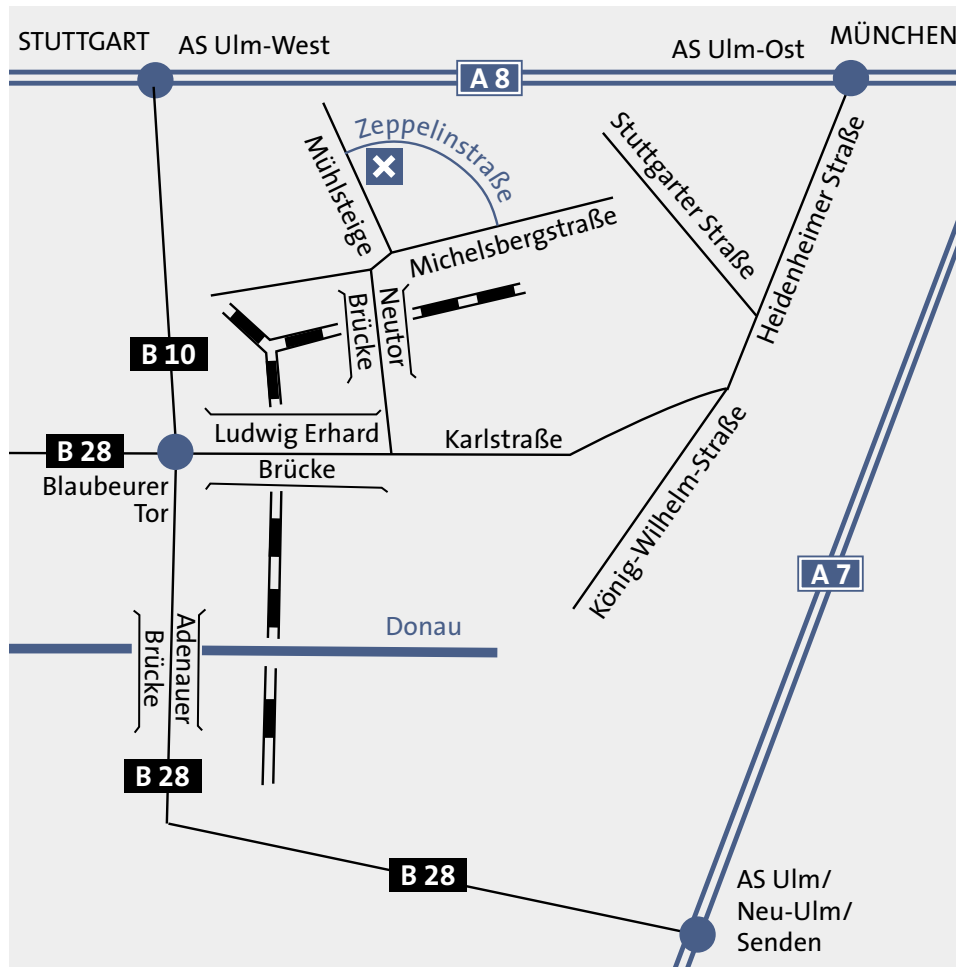 STUTTGART
AS Ulm-West
AS Ulm-Ost
MÜNCHEN
A 8
Zeppelinstraße
Mühlsteige
Michelsbergstraße
Stuttgarter Straße
Heidenheimer Straße
Neutor
Brücke
B 10
Ludwig Erhard
Brücke
Karlstraße
B 28
Blaubeurer
Tor
König-Wilhelm-Straße
A 7
Donau
Adenauer
Brücke
B 28
B 28
AS Ulm/
Neu-Ulm/
Senden